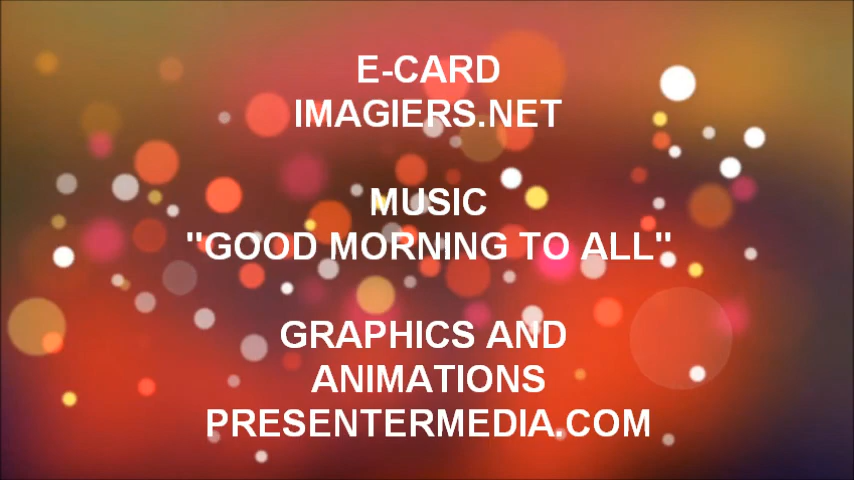 E-CARD
IMAGIERS.NET
MUSIC
"GOOD MORNING TO ALL"
GRAPHICS AND
ANIMATIONS
PRESENTERMEDIA.COM